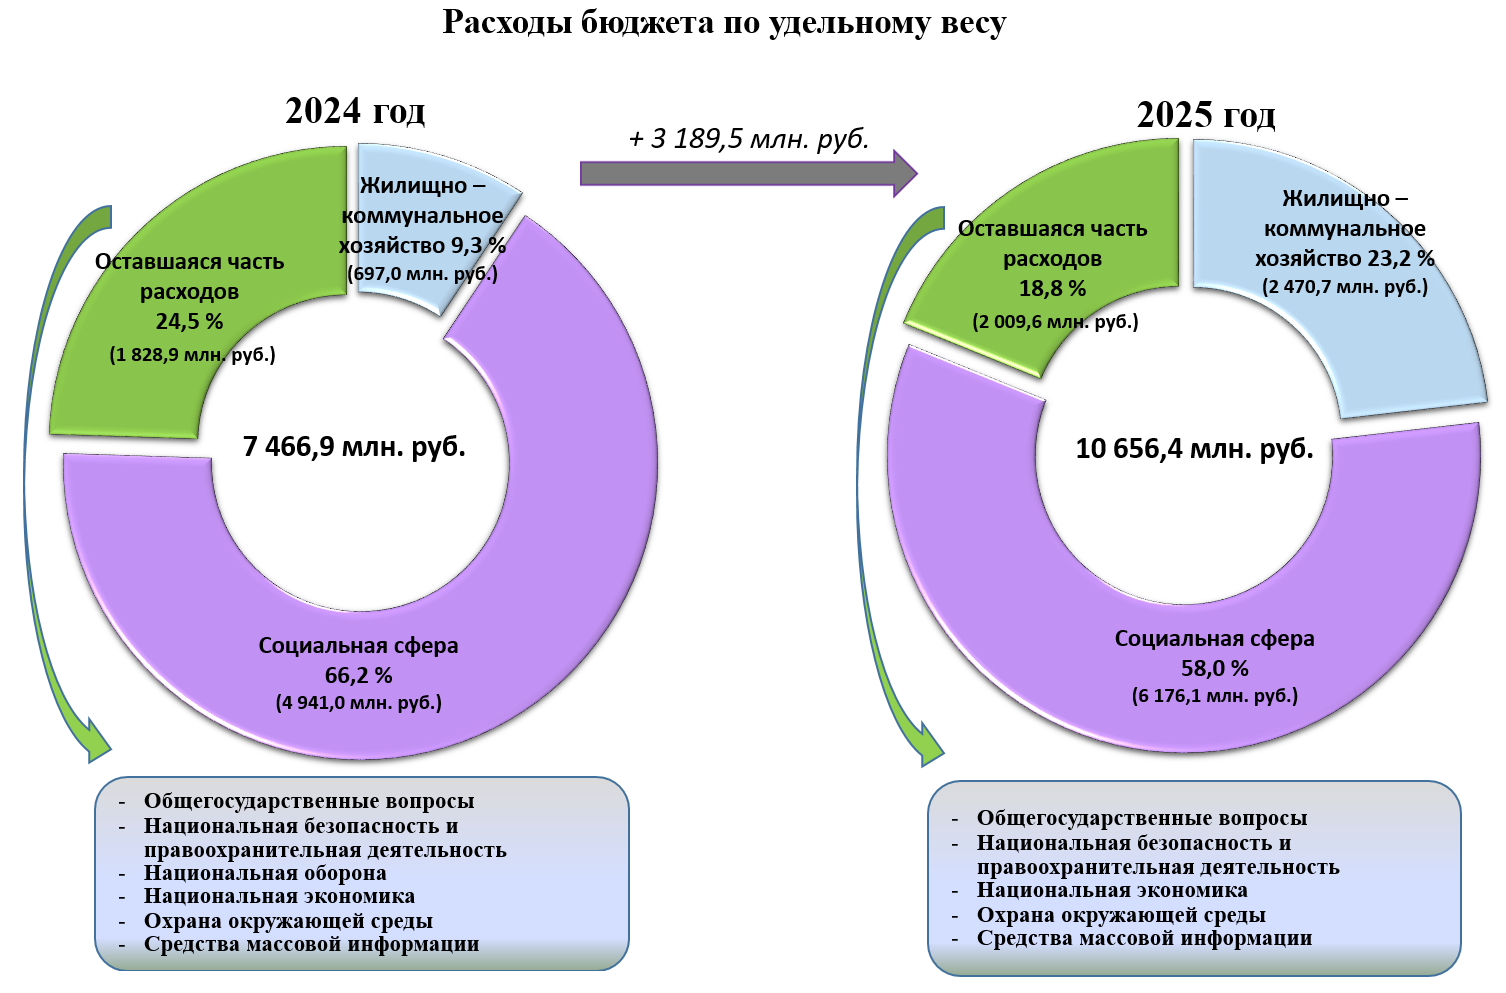 Расходы бюджета по удельному весу
2024 год
+ 3 189,5 млн. руб.
2025 год
Жилищно –
коммунальное
хозяйство 9,3 %
(697,0 млн. руб.)
Оставшаяся часть
расходов
24,5 %
(1 828,9 млн. руб.)
7 466,9 млн. руб.
Социальная сфера
66,2 %
(4 941,0 млн. руб.)
- Общегосударственные вопросы
- Национальная безопасность и
правоохранительная деятельность
- Национальная оборона
- Национальная экономика
- Охрана окружающей среды
- Средства массовой информации
Жилищно –
коммунальное
хозяйство 23,2 %
(2 470,7 млн. руб.)
Оставшаяся часть
расходов
18,8 %
(2 009,6 млн. руб.)
10 656,4 млн. руб.
Социальная сфера
58,0 %
(6 176,1 млн. руб.)
- Общегосударственные вопросы
- Национальная безопасность и
правоохранительная деятельность
- Национальная экономика
- Охрана окружающей среды
- Средства массовой информации